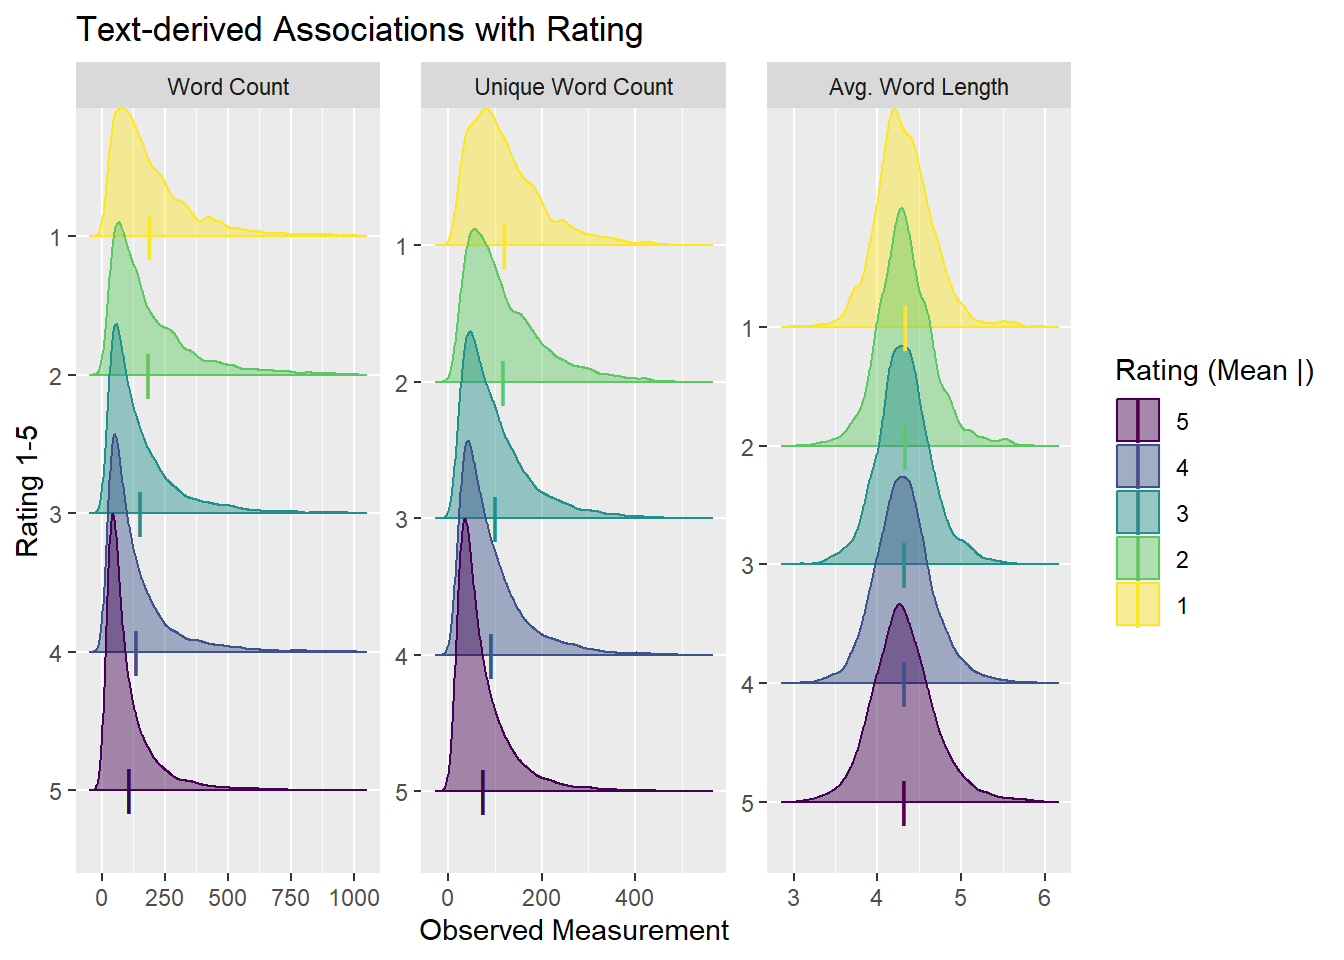 Text-derived Associations with Rating
Word Count
Unique Word Count
Avg. Word Length
Rating 1-5
1
2
3
4
5
1
2
3
4
5
1
2
3
4
5
0 250 500 750 1000
0 200 400
3 4 5 6
Observed Measurement
Rating (Mean |)
5
4
3
2
1